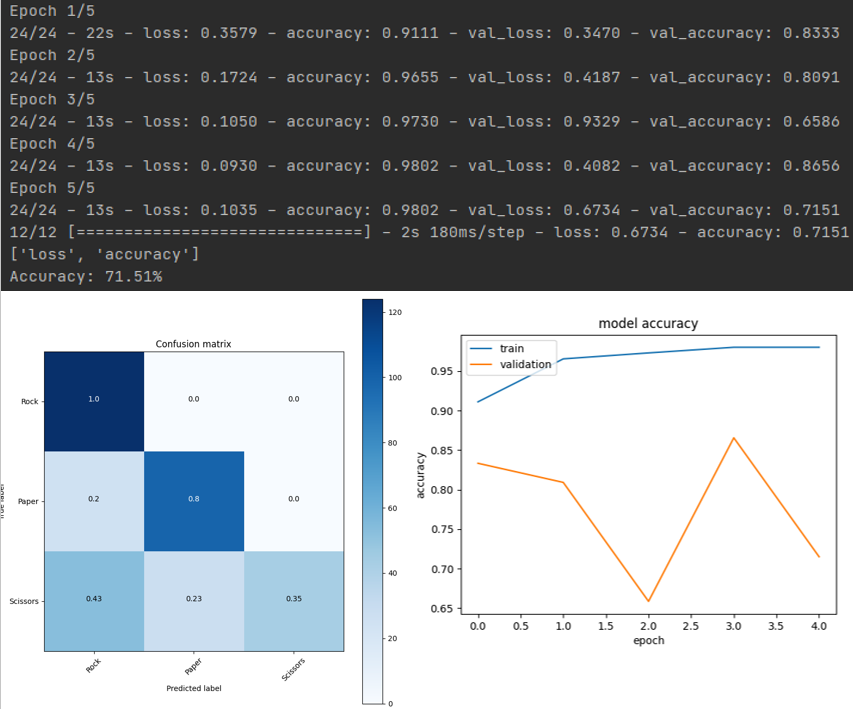 Epoch 1/5
24/24 - 22s - loss: 0.3579 - accuracy: 0.9111 - val_loss: 0.3470 - val_accuracy: 0.8333
Epoch 2/5
24/24 - 13s - loss: 0.1724 - accuracy: 0.9655 - val_loss: 0.4187 - val_accuracy: 0.8091
Epoch 3/5
24/24 - 13s - loss: 0.1050 - accuracy: 0.9730 - val_loss: 0.9329 - val_accuracy: 0.6586
Epoch 4/5
24/24 - 13s - loss: 0.0930 - accuracy: 0.9802 - val_loss: 0.4082 - val_accuracy: 0.8656
Epoch 5/5
24/24 - 13s - loss: 0.1035 - accuracy: 0.9802 - val_loss: 0.6734 - val_accuracy: 0.7151
12/12 [==============================] - 2s 180ms/step - loss: 0.6734 - accuracy: 0.7151
['loss', 'accuracy']
Accuracy: 71.51%
Confusion matrix
Rock 1.0 0.0 0.0
Paper 0.2 0.8 0.0
Scissors 0.43 0.23 0.35
Rock Paper Scissors
Predicted label
120
100
80
60
40
20
0
model accuracy
train
validation
accuracy
0.95
0.90
0.85
0.80
0.75
0.70
0.65
0.0 0.5 1.0 1.5 2.0 2.5 3.0 3.5 4.0
epoch